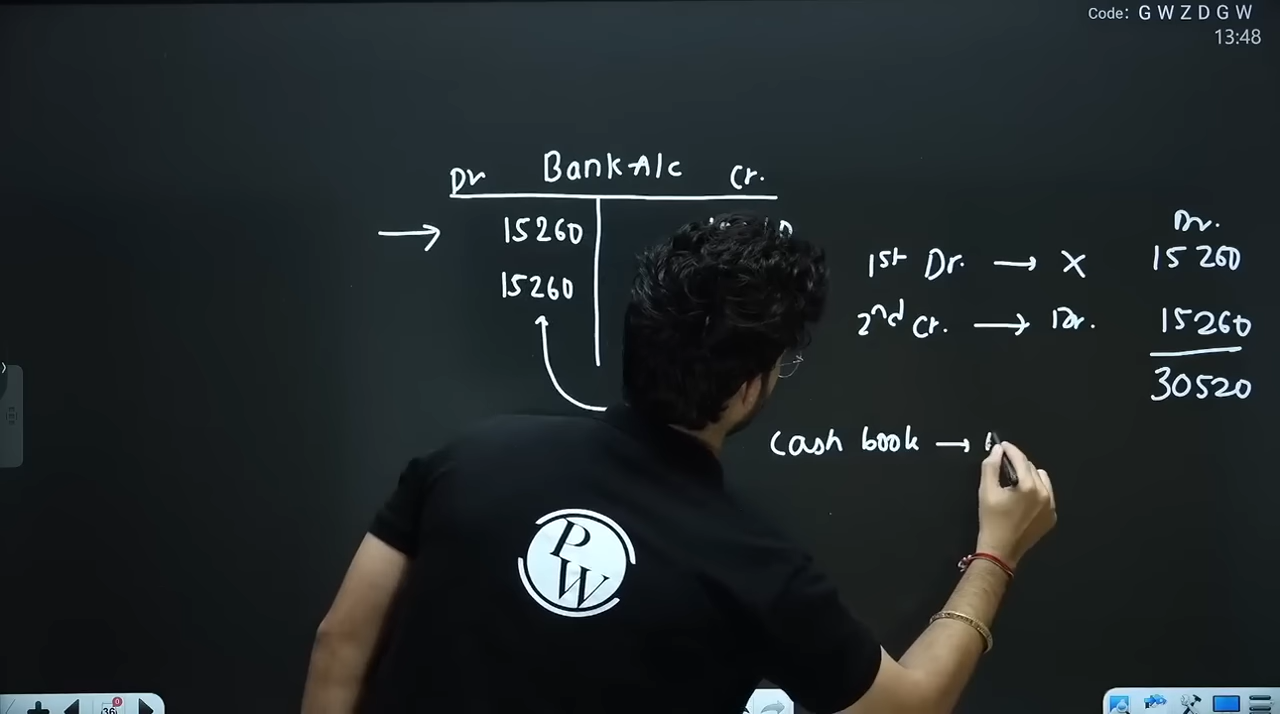 Code: G W Z D G W
13:48
Dr Bank A/c Cr.
15260
15260
Dr.
1st Dr. → X 15260
2nd Cr. → Dr. 15260
30520
Cash book →
PW
36